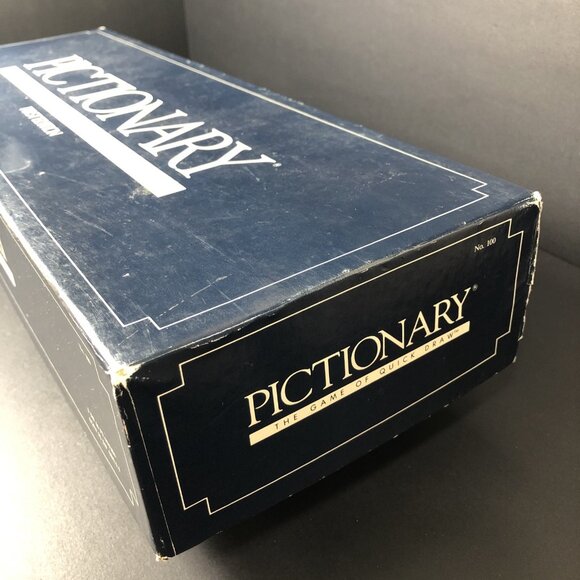 PICTIONARY®
No. 100
PICTIONARY®
THE GAME OF QUICK DRAW™